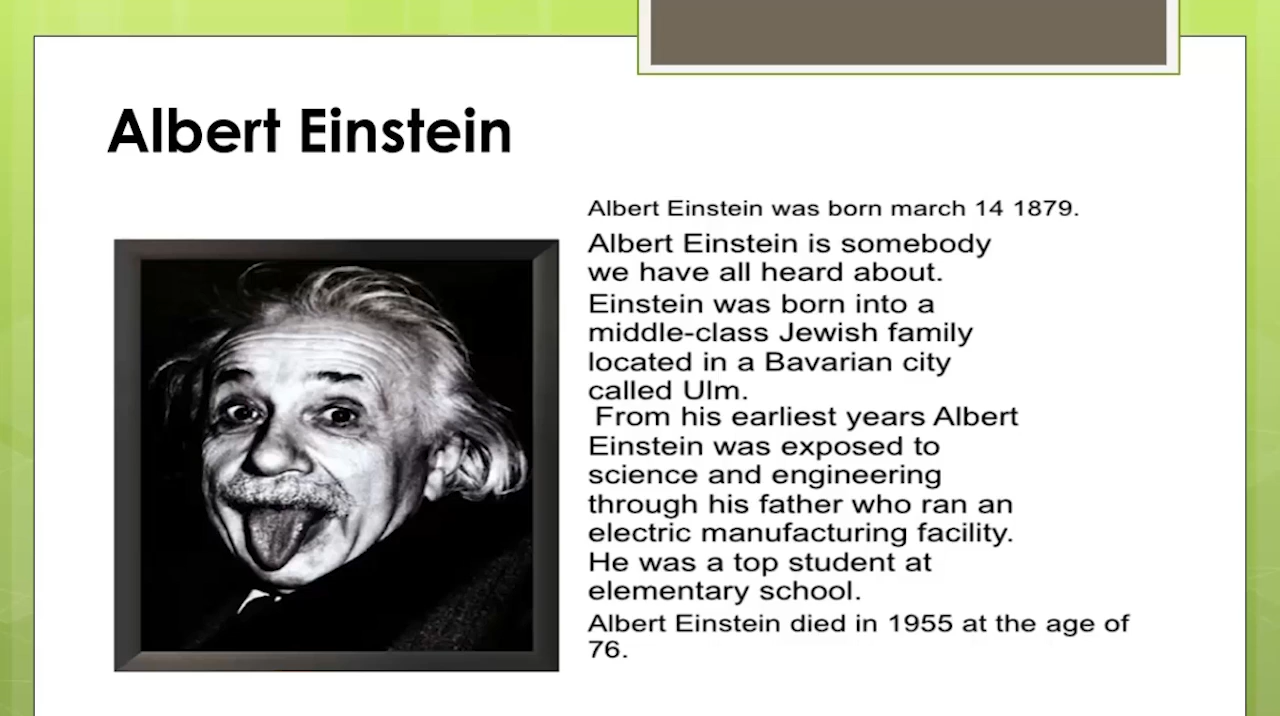 Albert Einstein
Albert Einstein was born march 14 1879.
Albert Einstein is somebody
we have all heard about.
Einstein was born into a
middle-class Jewish family
located in a Bavarian city
called Ulm.
From his earliest years Albert
Einstein was exposed to
science and engineering
through his father who ran an
electric manufacturing facility.
He was a top student at
elementary school.
Albert Einstein died in 1955 at the age of
76.